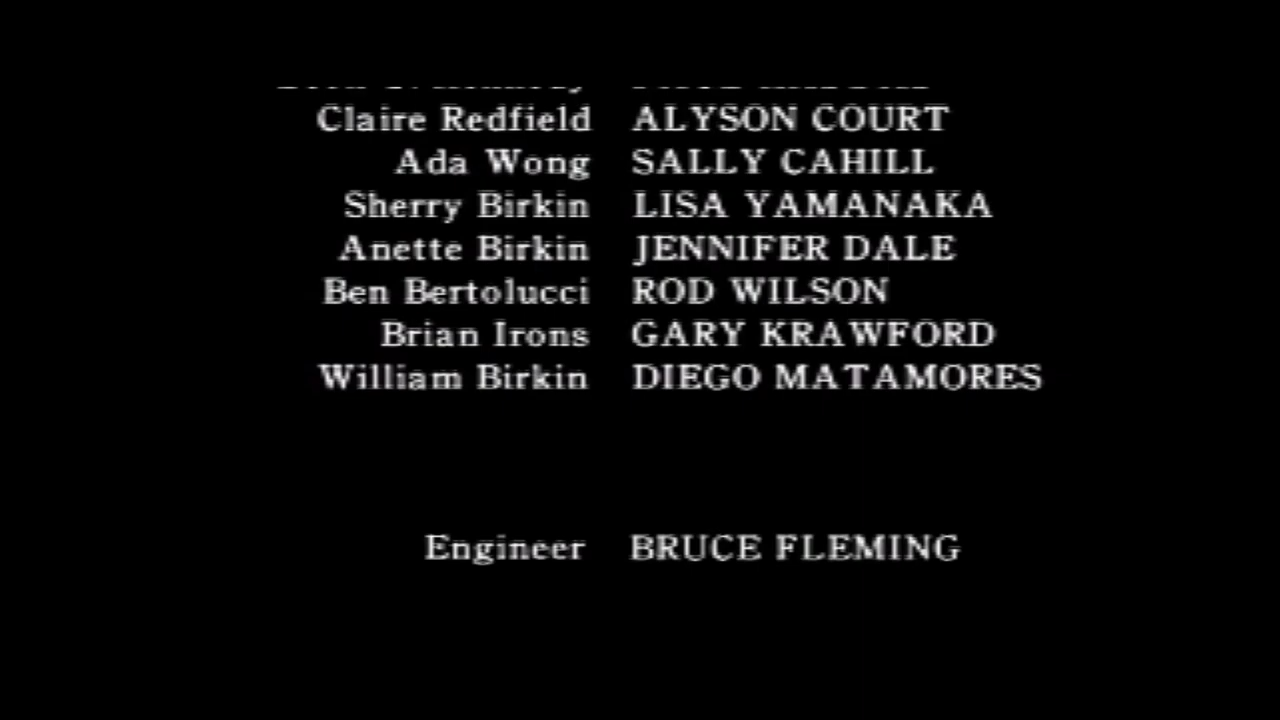 Claire Redfield ALYSON COURT
Ada Wong SALLY CAHILL
Sherry Birkin LISA YAMANAKA
Anette Birkin JENNIFER DALE
Ben Bertolucci ROD WILSON
Brian Irons GARY KRAWFORD
William Birkin DIEGO MATAMORES
Engineer BRUCE FLEMING